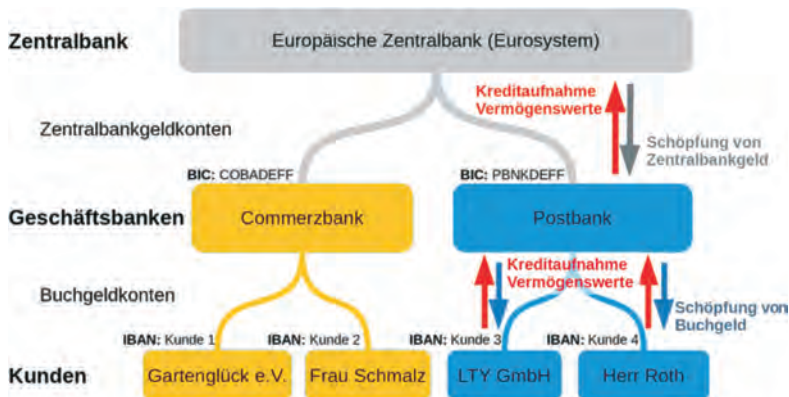 Zentralbank
Europäische Zentralbank (Eurosystem)
Kreditaufnahme
Vermögenswerte
Zentralbankgeldkonten
Schöpfung von
Zentralbankgeld
BIC: COBADEFF
BIC: PBNKDEFF
Geschäftsbanken
Commerzbank
Postbank
Kreditaufnahme
Vermögenswerte
Buchgeldkonten
Schöpfung von
Buchgeld
IBAN: Kunde 1
IBAN: Kunde 2
IBAN: Kunde 3
IBAN: Kunde 4
Kunden
Gartenglück e.V.
Frau Schmalz
LTY GmbH
Herr Roth